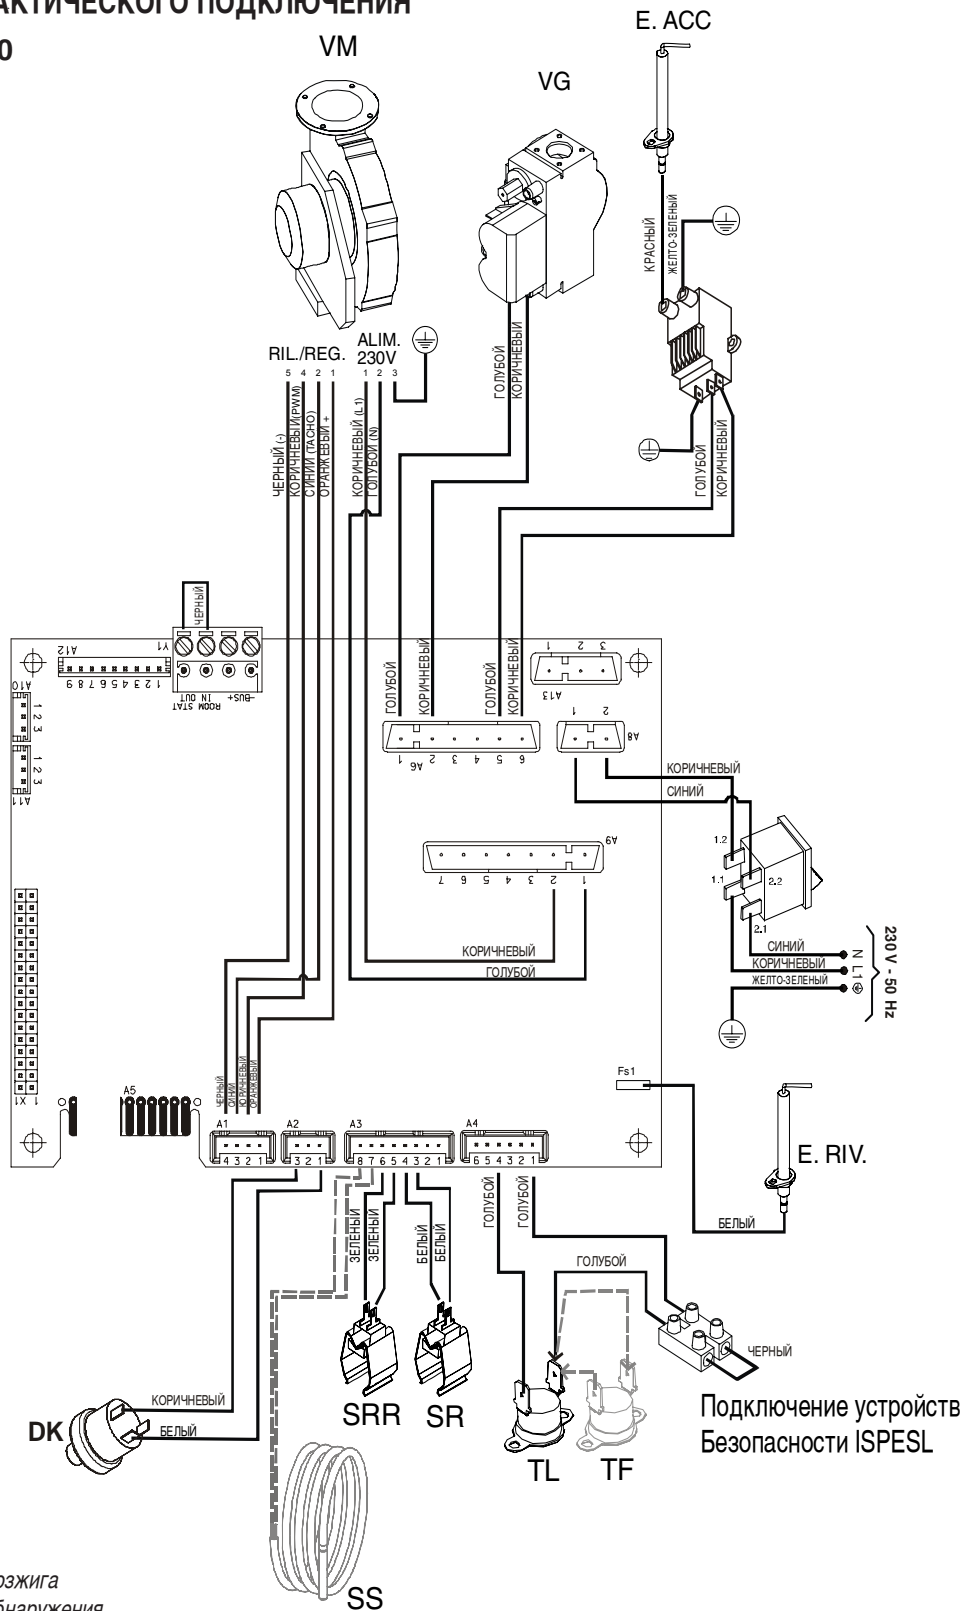 АКТИЧЕСКОГО ПОДКЛЮЧЕНИЯ
0
VM
E. ACC
VG
КРАСНЫЙ
ЖЕЛТО-ЗЕЛЕНЫЙ
RIL./REG.
ALIM.
230V
5 4 2 1
1 2 3
ЧЕРНЫЙ (-)
КОРИЧНЕВЫЙ(PWM)
СИНИЙ (TACHO)
ОРАНЖЕВЫЙ +
КОРИЧНЕВЫЙ (L1)
ГОЛУБОЙ (N)
ГОЛУБОЙ
КОРИЧНЕВЫЙ
ГОЛУБОЙ
КОРИЧНЕВЫЙ
ЧЕРНЫЙ
A12
Y1
9 8 7 6 5 4 3 2 1
ROOM STAT
IN OUT
-BUS+
A10
1 2 3
A11
1 2 3
ГОЛУБОЙ
КОРИЧНЕВЫЙ
ГОЛУБОЙ
КОРИЧНЕВЫЙ
1 2 3
A13
1 2
A8
1 2 3 4 5 6
A6
КОРИЧНЕВЫЙ
СИНИЙ
A9
7 6 5 4 3 2 1
1.2
1.1
2.2
2.1
КОРИЧНЕВЫЙ
ГОЛУБОЙ
СИНИЙ
КОРИЧНЕВЫЙ
ЖЕЛТО-ЗЕЛЕНЫЙ
N
L1
230V - 50 Hz
X1
1
A5
ЧЕРНЫЙ
СИНИЙ
КОРИЧНЕВЫЙ
ОРАНЖЕВЫЙ
Fs1
A1
4 3 2 1
A2
3 2 1
A3
8 7 6 5 4 3 2 1
A4
6 5 4 3 2 1
E. RIV.
БЕЛЫЙ
ЗЕЛЕНЫЙ
ЗЕЛЕНЫЙ
БЕЛЫЙ
БЕЛЫЙ
ГОЛУБОЙ
ГОЛУБОЙ
ГОЛУБОЙ
ЧЕРНЫЙ
КОРИЧНЕВЫЙ
БЕЛЫЙ
DK
SRR
SR
TL
TF
Подключение устройств
Безопасности ISPESL
SS
озжига
бнаружения